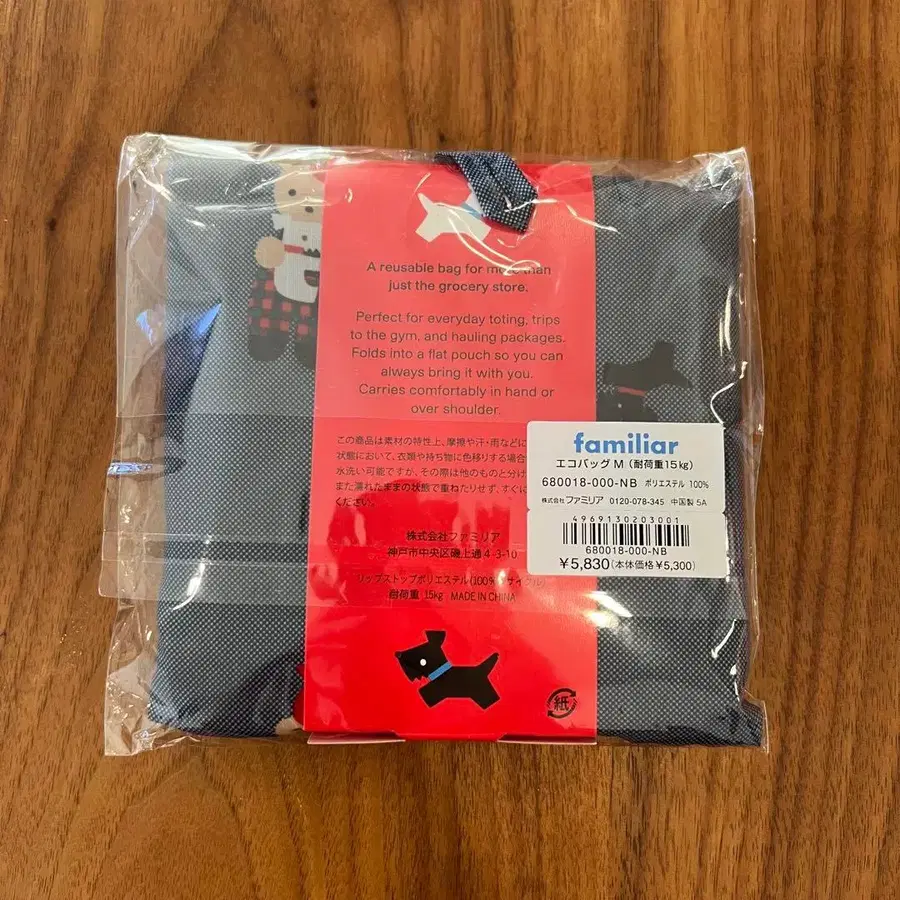 A reusable bag for more than
just the grocery store.
Perfect for everyday toting, trips
to the gym, and hauling packages.
Folds into a flat pouch so you can
always bring it with you.
Carries comfortably in hand or
over shoulder.
この商品は素材の特性上、摩擦や汗・雨などに
状態において、衣類や持ち物に色移りする場合
水洗い可能ですが、その際は他のものと分け
また濡れたままの状態で重ねたりせず、すぐに
ください。
株式会社ファミリア
神戸市中央区磯上通 4-3-10
リップストップポリエステル(100%リサイクル)
耐荷重 15kg MADE IN CHINA
紙
familiar
エコバッグ M (耐荷重15kg)
680018-000-NB ポリエステル 100%
株式会社ファミリア 0120-078-345 中国製 5A
4969130203001
680018-000-NB
¥5,830(本体価格¥5,300)